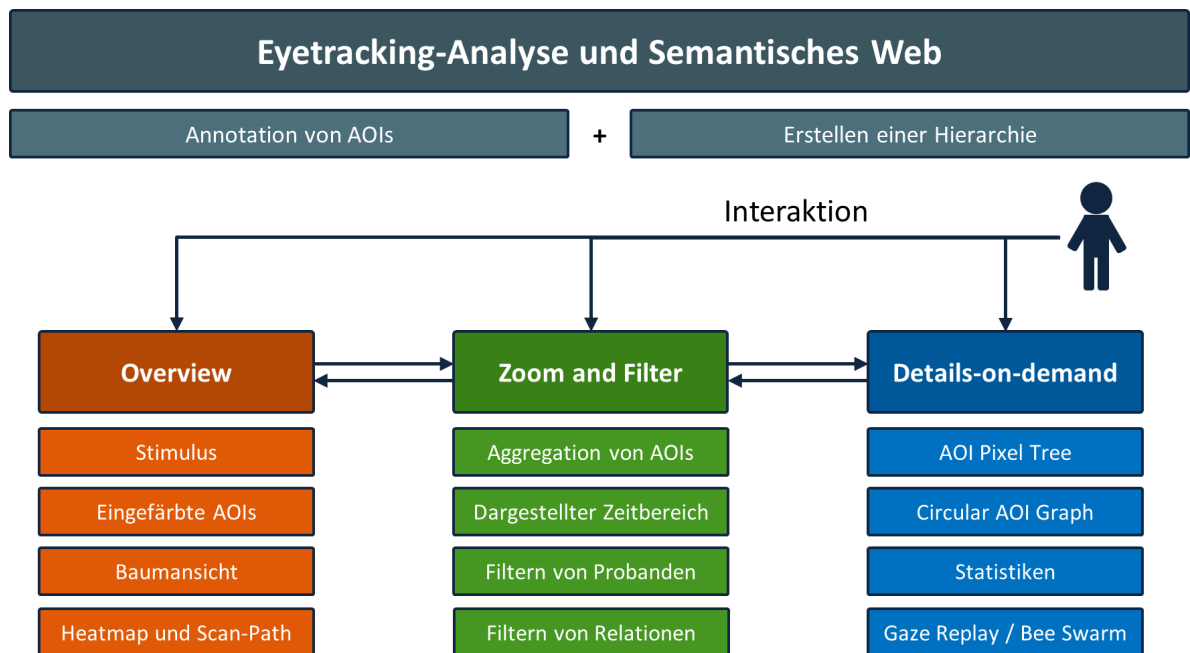 Eyetracking-Analyse und Semantisches Web
Annotation von AOIs
+
Erstellen einer Hierarchie
Interaktion
Overview
Zoom and Filter
Details-on-demand
Stimulus
Aggregation von AOIs
AOI Pixel Tree
Eingefärbte AOIs
Dargestellter Zeitbereich
Circular AOI Graph
Baumansicht
Filtern von Probanden
Statistiken
Heatmap und Scan-Path
Filtern von Relationen
Gaze Replay / Bee Swarm